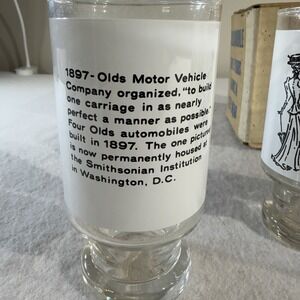 1897-Olds Motor Vehicle
Company organized, "to build
one carriage in as nearly
perfect a manner as possible."
Four Olds automobiles were
built in 1897. The one pictured
is now permanently housed at
the Smithsonian Institution
in Washington, D.C.